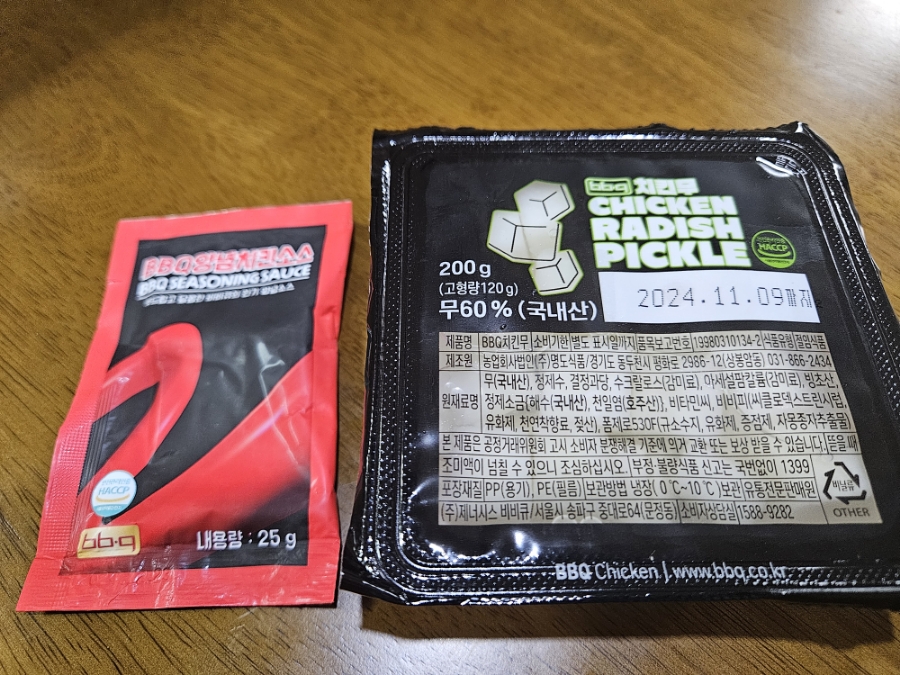 BBQ양념치킨소스
BBQ SEASONING SAUCE
HACCP
bb.q
내용량 : 25 g
bb.q 치킨무
CHICKEN
RADISH
PICKLE
HACCP
200 g
(고형량120 g)
무60 % (국내산)
2024.11.09까지
제품명 BBQ치킨무 소비기한 별도 표시일까지 품목보고번호 19980310134-2 식품유형 절임식품
제조원 농업회사법인(주)명도식품/경기도 동두천시 평화로 2966-12(상봉암동) 031-866-2434
원재료명 무(국내산), 정제수, 결정과당, 수크랄로스(감미료), 아세설팜칼륨(감미료), 빙초산,
정제소금{해수(국내산), 천일염(호주산)}, 비타민씨, 비비피I(씨클로덱스트린시럽,
유화제, 천연착향료, 젖산), 폼제로530F(규소수지, 유화제, 증점제, 자몽종자추출물)
본 제품은 공정거래위원회 고시 소비자 분쟁해결 기준에 의거 교환 또는 보상 받을 수 있습니다. 뜯을 때
조미액이 넘칠 수 있으니 조심하십시오. 부정·불량식품 신고는 국번없이 1399
포장재질 PP(용기), PE(필름) 보관방법 냉장( 0 ℃~10 ℃)보관 유통전문판매원
(주)제너시스 비비큐/서울시 송파구 중대로64(문정동) 소비자상담실 1588-9282
비닐류
OTHER
BBQ Chicken | www.bbq.co.kr